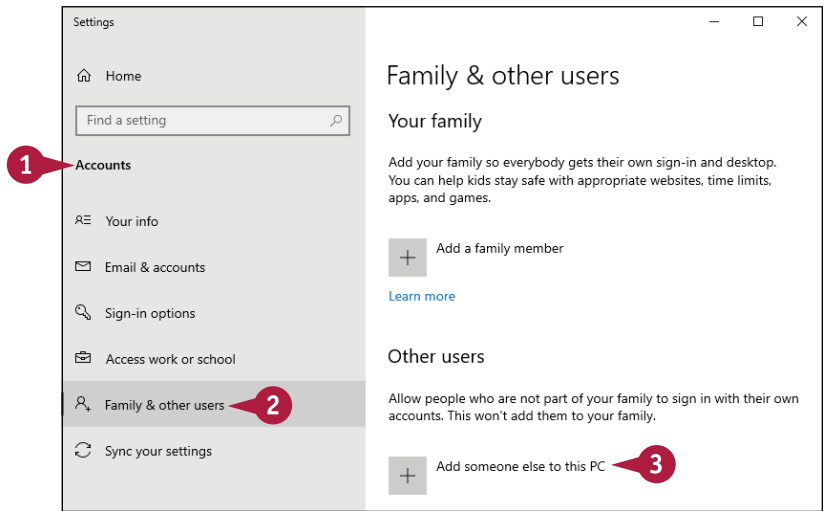 Settings
Home
Find a setting
1
Accounts
Your info
Email & accounts
Sign-in options
Access work or school
Family & other users
2
Sync your settings
Family & other users
Your family
Add your family so everybody gets their own sign-in and desktop.
You can help kids stay safe with appropriate websites, time limits,
apps, and games.
Add a family member
Learn more
Other users
Allow people who are not part of your family to sign in with their own
accounts. This won't add them to your family.
Add someone else to this PC
3